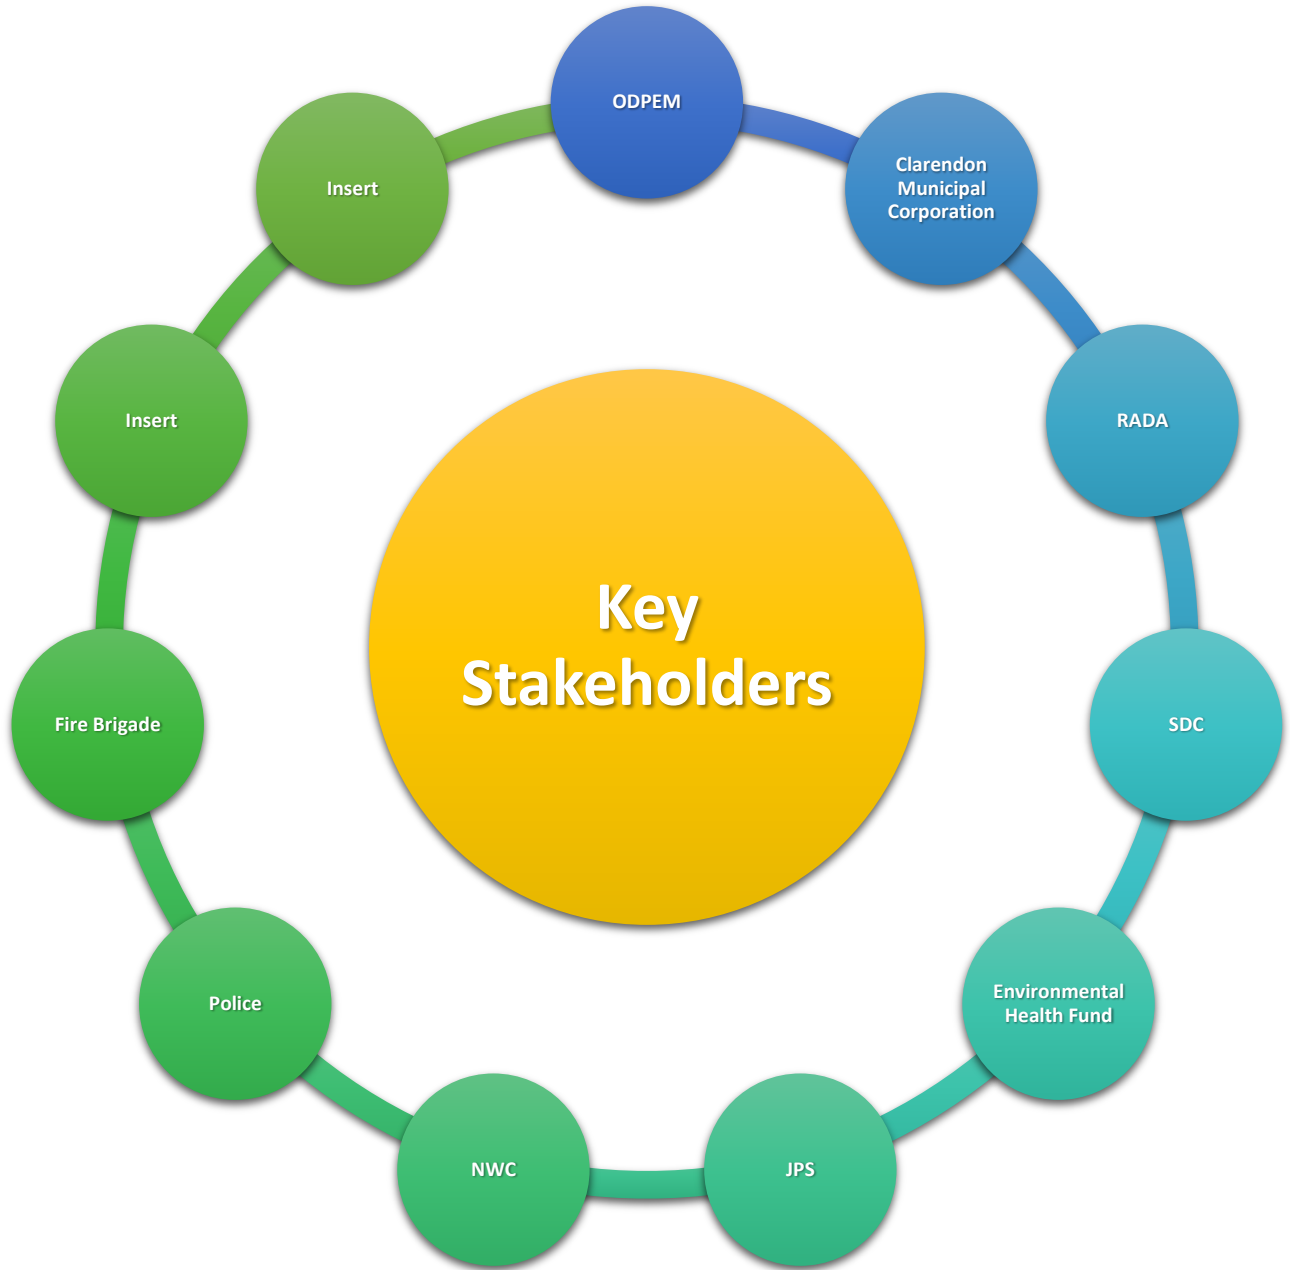 ODPEM
Clarendon
Municipal
Corporation
RADA
SDC
Environmental
Health Fund
JPS
NWC
Police
Fire Brigade
Insert
Insert
Key
Stakeholders